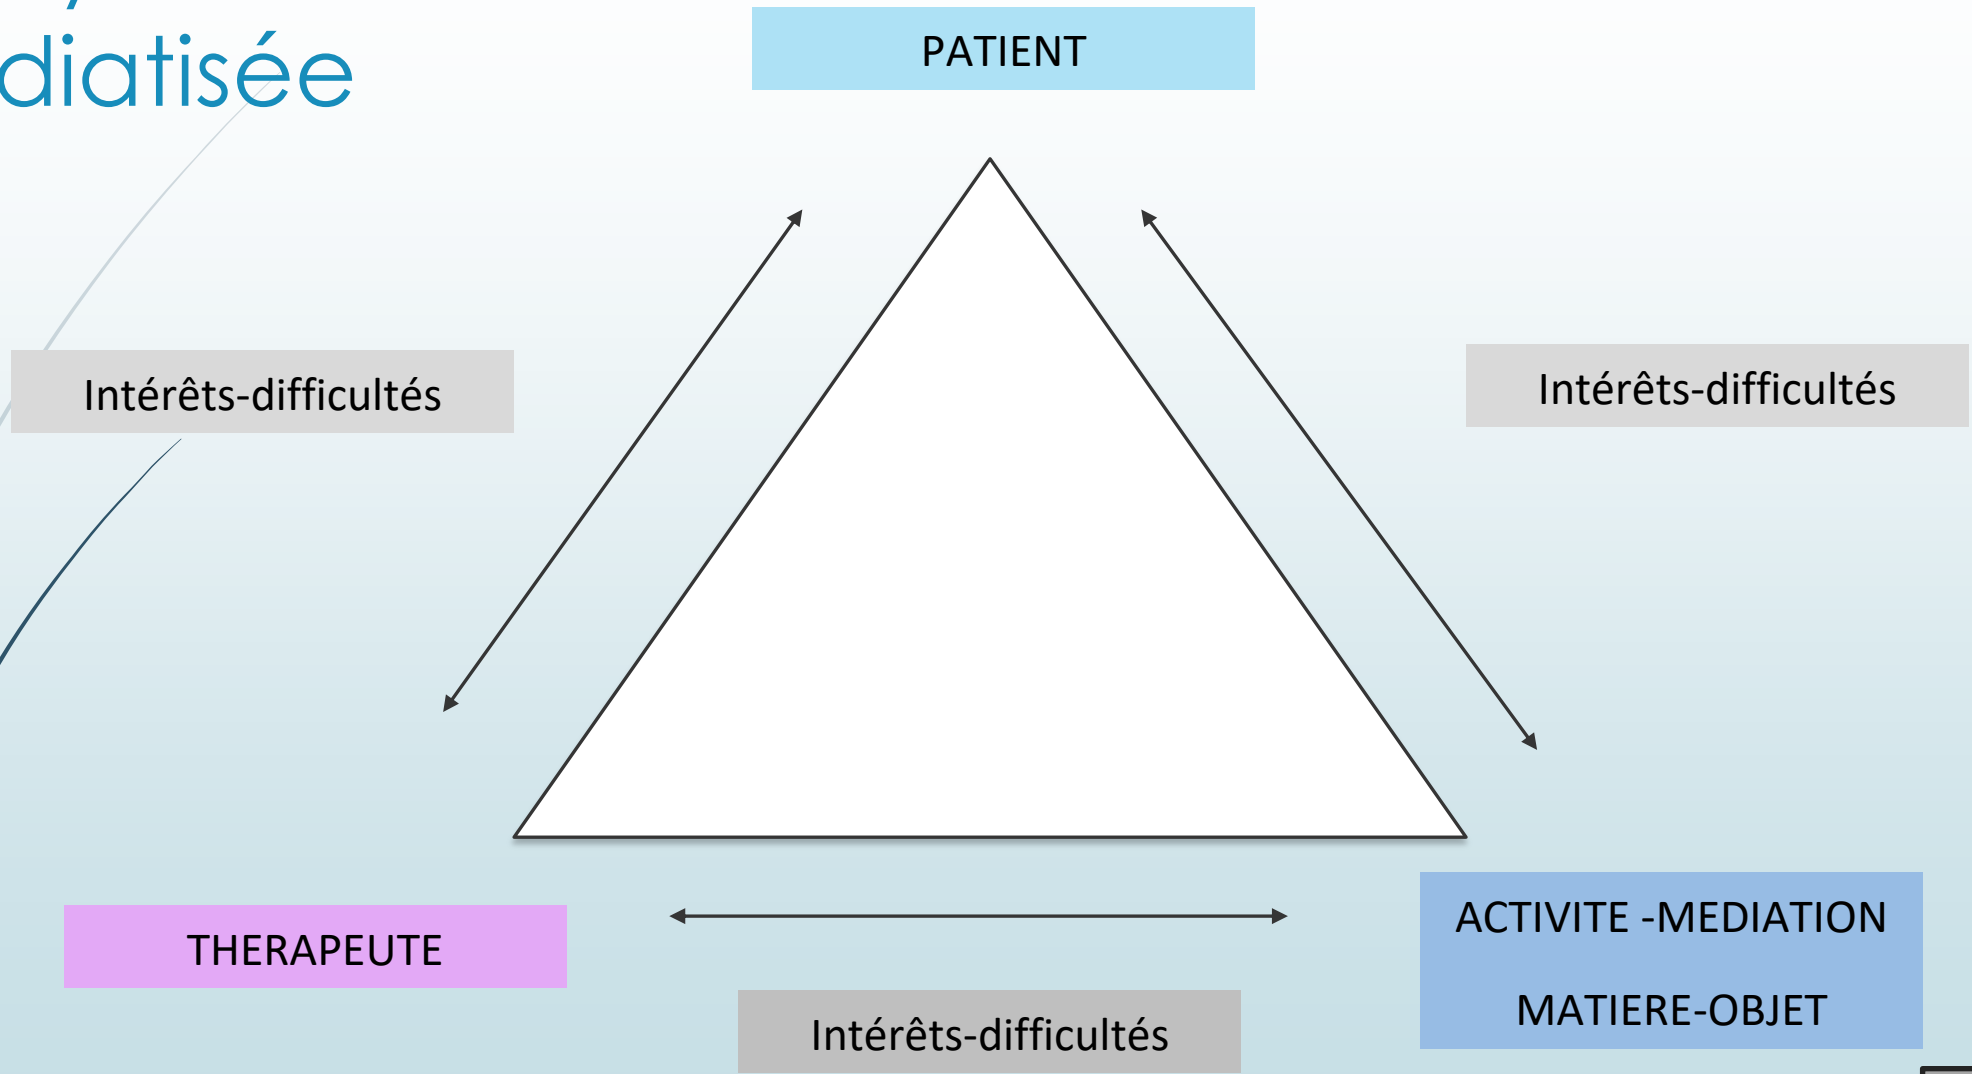 diatisée
PATIENT
Intérêts-difficultés
Intérêts-difficultés
THERAPEUTE
ACTIVITE -MEDIATION
MATIERE-OBJET
Intérêts-difficultés